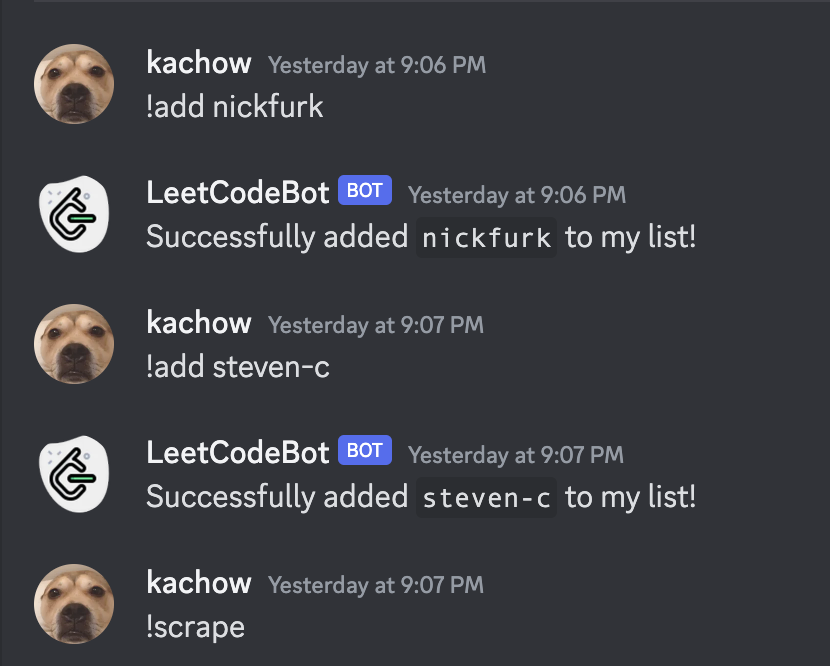 kachow Yesterday at 9:06 PM
!add nickfurk
LeetCodeBot BOT Yesterday at 9:06 PM
Successfully added nickfurk to my list!
kachow Yesterday at 9:07 PM
!add steven-c
LeetCodeBot BOT Yesterday at 9:07 PM
Successfully added steven-c to my list!
kachow Yesterday at 9:07 PM
!scrape